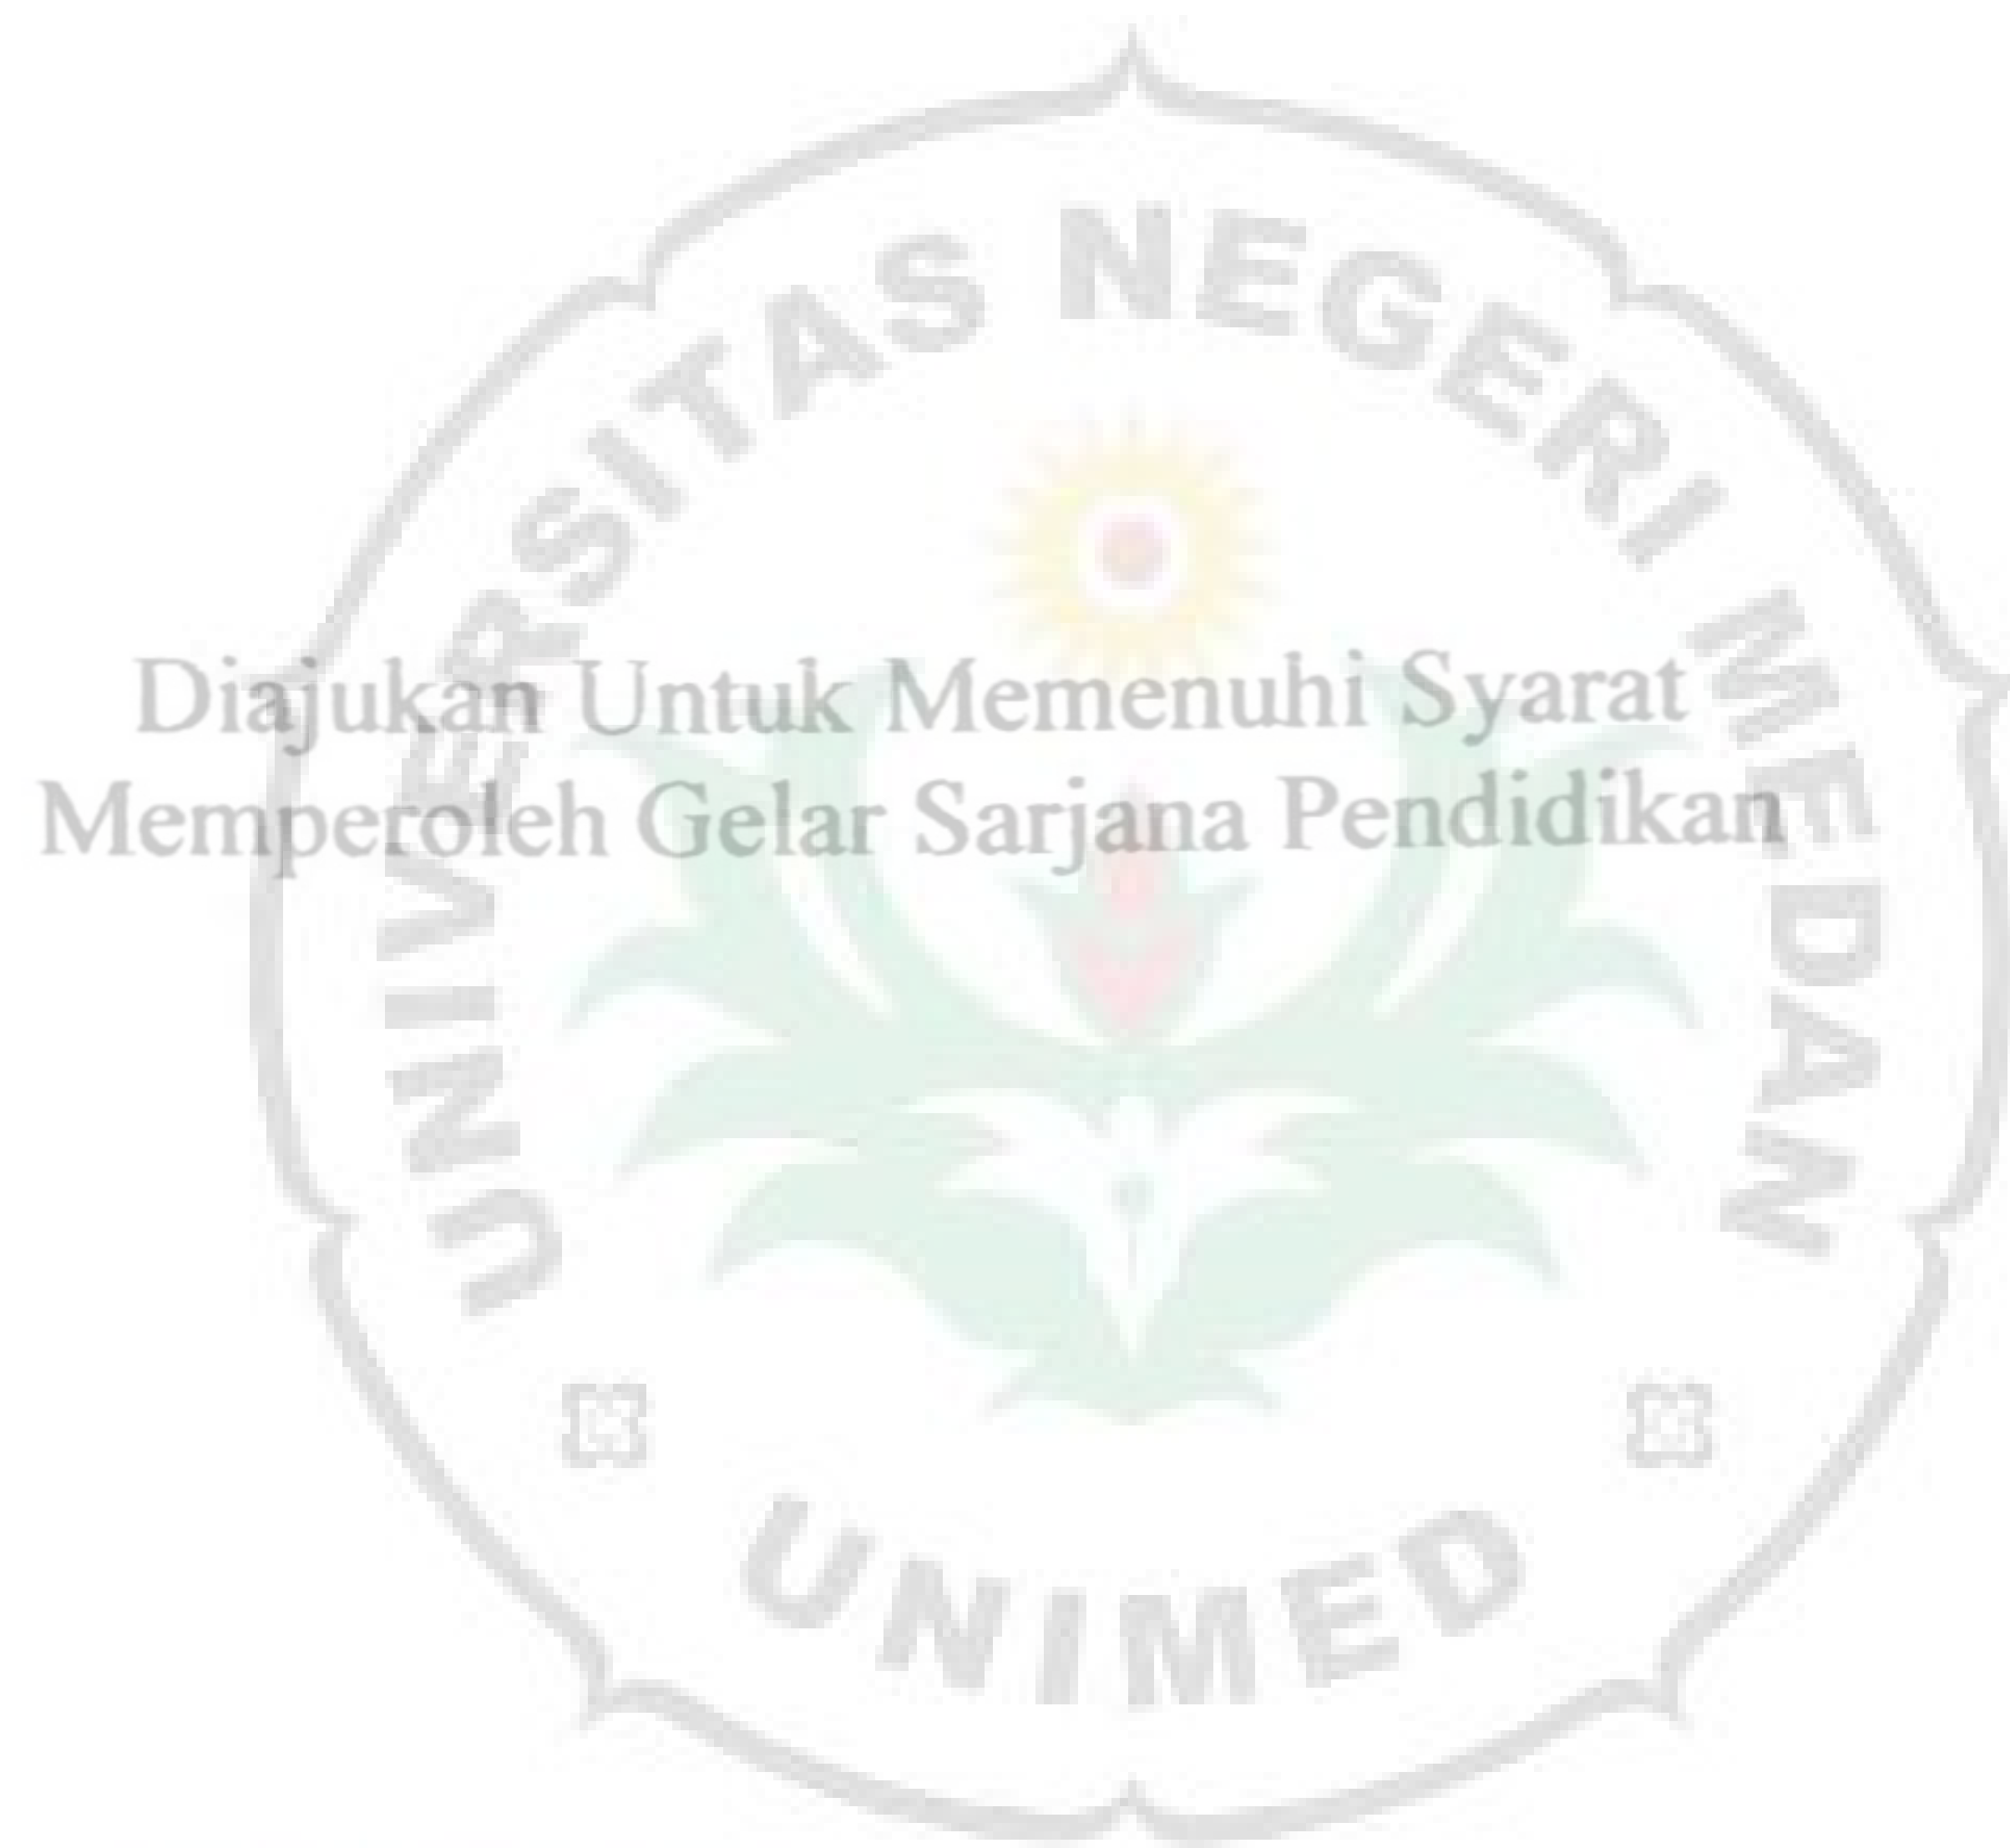 UNIVERSITAS NEGERI MEDAN
Diajukan Untuk Memenuhi Syarat
Memperoleh Gelar Sarjana Pendidikan
UNIMED